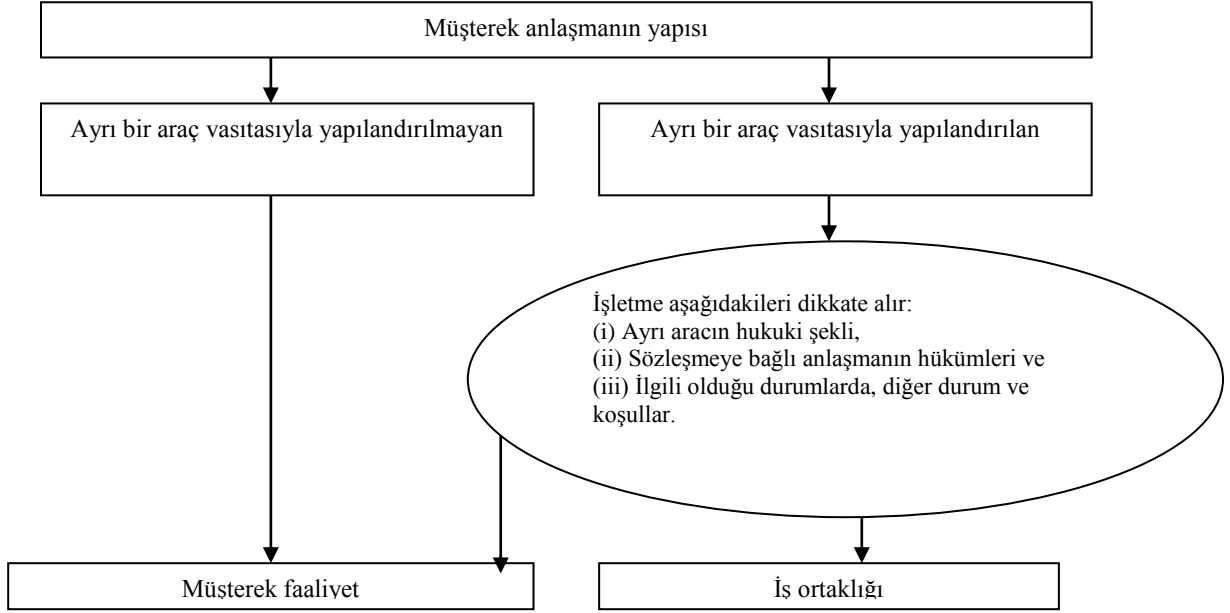 Müşterek anlaşmanın yapısı
Ayrı bir araç vasıtasıyla yapılandırılmayan
Ayrı bir araç vasıtasıyla yapılandırılan
İşletme aşağıdakileri dikkate alır:
(i) Ayrı aracın hukuki şekli,
(ii) Sözleşmeye bağlı anlaşmanın hükümleri ve
(iii) İlgili olduğu durumlarda, diğer durum ve
koşullar.
Müşterek faaliyet
İş ortaklığı